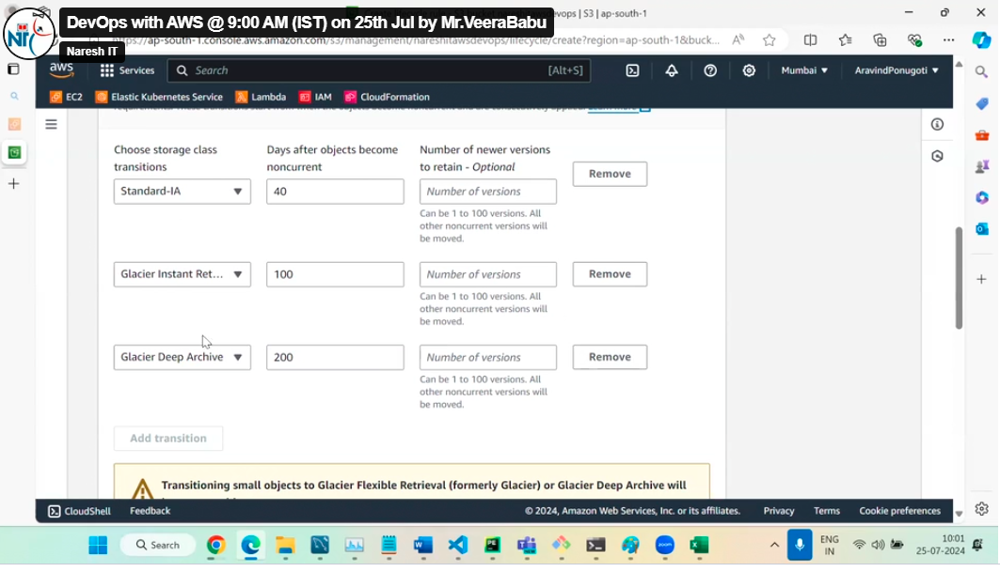 DevOps with AWS @ 9:00 AM (IST) on 25th Jul by Mr.VeeraBabu
devops | S3 | ap-south-1
Naresh IT
https://ap-south-1.console.aws.amazon.com/s3/management/nareshitawsdevops/lifecycle/create?region=ap-south-1&buck...
aws
Services
Search
[Alt+S]
Mumbai
AravindPonugoti
EC2
Elastic Kubernetes Service
Lambda
IAM
CloudFormation
Choose storage class transitions
Days after objects become noncurrent
Number of newer versions to retain - Optional
Remove
Standard-IA
40
Number of versions
Can be 1 to 100 versions. All
other noncurrent versions will
be moved.
Glacier Instant Ret...
100
Number of versions
Remove
Can be 1 to 100 versions. All
other noncurrent versions will
be moved.
Glacier Deep Archive
200
Number of versions
Remove
Can be 1 to 100 versions. All
other noncurrent versions will
be moved.
Add transition
Transitioning small objects to Glacier Flexible Retrieval (formerly Glacier) or Glacier Deep Archive will
CloudShell
Feedback
© 2024, Amazon Web Services, Inc. or its affiliates.
Privacy
Terms
Cookie preferences
Search
ENG
IN
10:01
25-07-2024